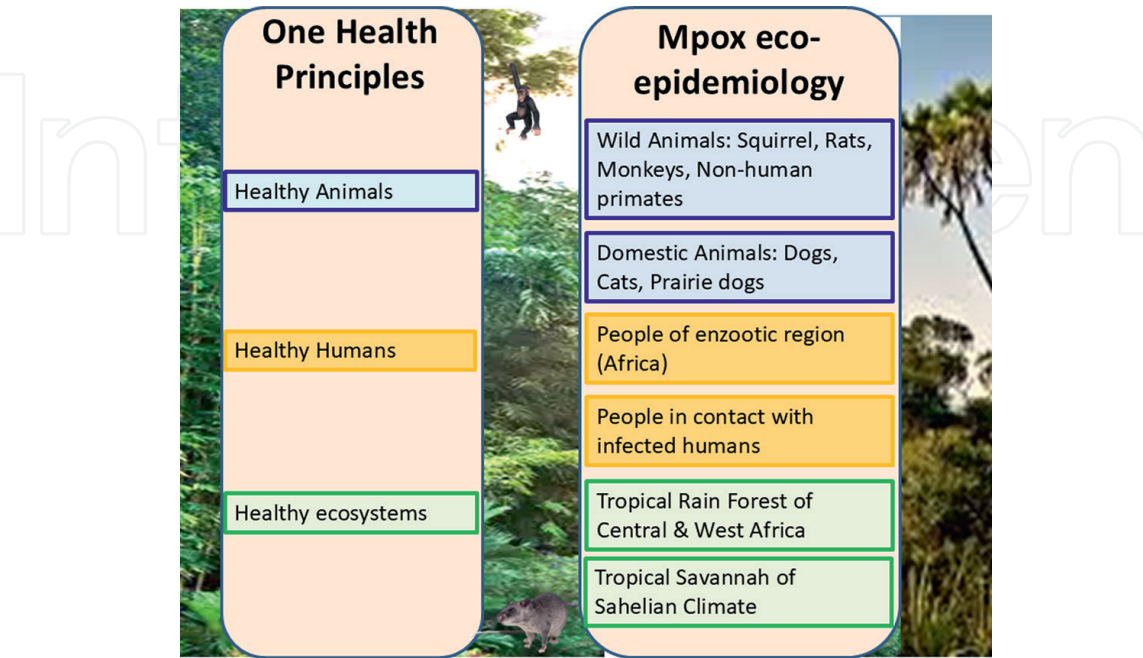 One Health
Principles
Healthy Animals
Healthy Humans
Healthy ecosystems
Mpox eco-
epidemiology
Wild Animals: Squirrel, Rats,
Monkeys, Non-human
primates
Domestic Animals: Dogs,
Cats, Prairie dogs
People of enzootic region
(Africa)
People in contact with
infected humans
Tropical Rain Forest of
Central & West Africa
Tropical Savannah of
Sahelian Climate